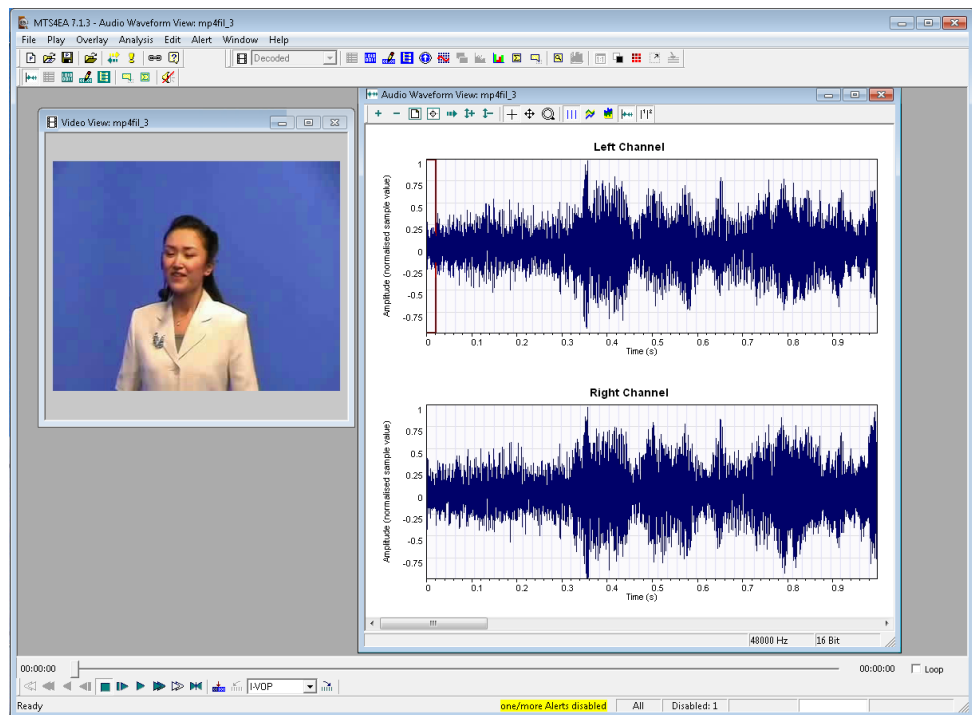 MTS4EA 7.1.3 - Audio Waveform View: mp4fil_3
File Play Overlay Analysis Edit Alert Window Help
Decoded
Video View: mp4fil_3
Audio Waveform View: mp4fil_3
Left Channel
Amplitude (normalised sample value)
1
0.75
0.5
0.25
0
-0.25
-0.5
-0.75
0 0.1 0.2 0.3 0.4 0.5 0.6 0.7 0.8 0.9
Time (s)
Right Channel
Amplitude (normalised sample value)
1
0.75
0.5
0.25
0
-0.25
-0.5
-0.75
0 0.1 0.2 0.3 0.4 0.5 0.6 0.7 0.8 0.9
Time (s)
48000 Hz 16 Bit
00:00:00 00:00:00 Loop
I-VOP
Ready one/more Alerts disabled All Disabled: 1